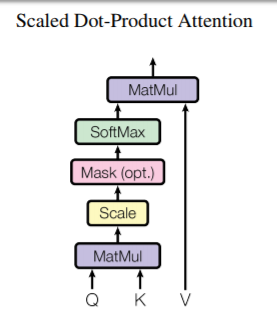 Scaled Dot-Product Attention
MatMul
SoftMax
Mask (opt.)
Scale
MatMul
Q K V